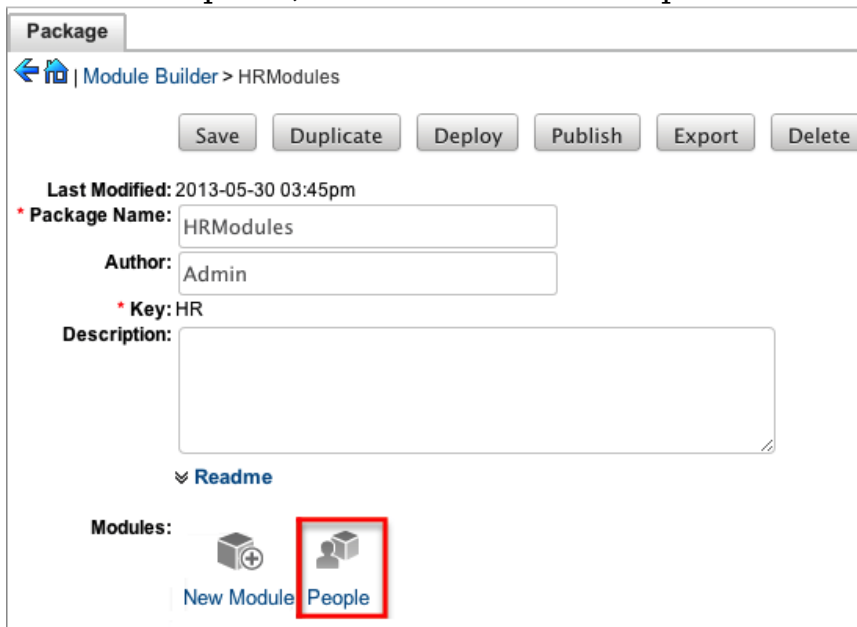 Package
| Module Builder > HRModules
Save Duplicate Deploy Publish Export Delete
Last Modified: 2013-05-30 03:45pm
* Package Name: HRModules
Author: Admin
* Key: HR
Description:
Readme
Modules:
New Module People